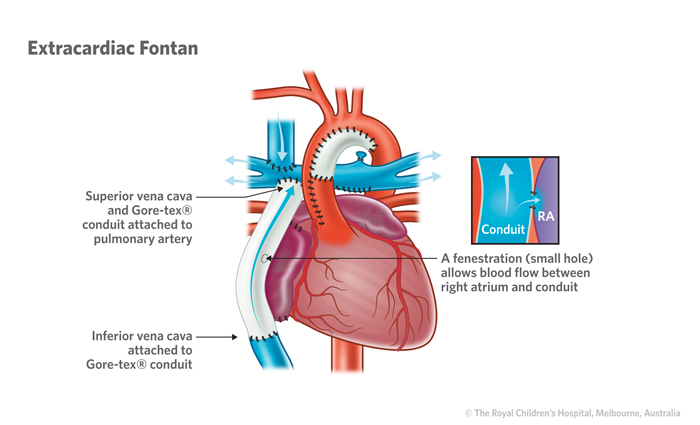 Extracardiac Fontan
Superior vena cava
and Gore-tex®
conduit attached to
pulmonary artery
Conduit
RA
A fenestration (small hole)
allows blood flow between
right atrium and conduit
Inferior vena cava
attached to
Gore-tex® conduit
© The Royal Children's Hospital, Melbourne, Australia